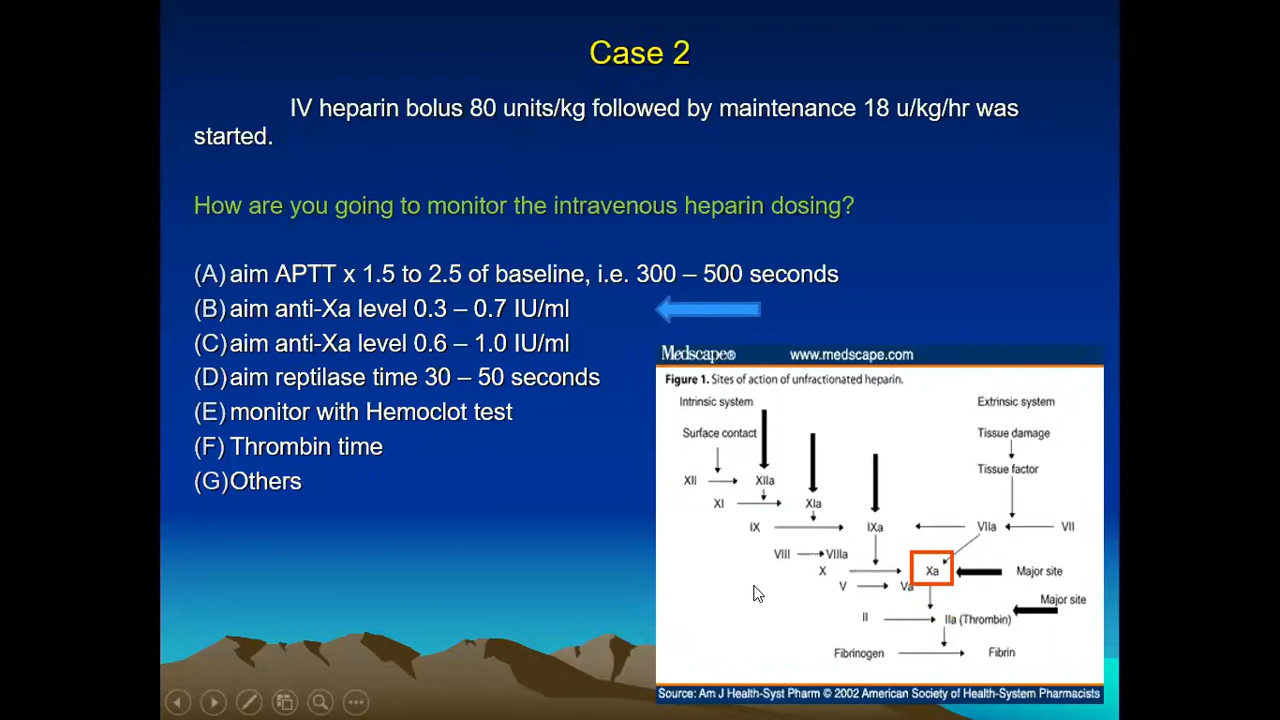 Case 2
IV heparin bolus 80 units/kg followed by maintenance 18 u/kg/hr was
started.
How are you going to monitor the intravenous heparin dosing?
(A) aim APTT x 1.5 to 2.5 of baseline, i.e. 300 – 500 seconds
(B) aim anti-Xa level 0.3 – 0.7 IU/ml
(C) aim anti-Xa level 0.6 – 1.0 IU/ml
(D) aim reptilase time 30 – 50 seconds
(E) monitor with Hemoclot test
(F) Thrombin time
(G) Others
Medscape® www.medscape.com
Figure 1. Sites of action of unfractionated heparin.
Intrinsic system Extrinsic system
Surface contact Tissue damage
Tissue factor
XII XIIa
XI XIa
IX IXa VIIa VII
VIII VIIIa
X Xa Major site
V Va
Major site
II IIa (Thrombin)
Fibrinogen Fibrin
Source: Am J Health-Syst Pharm © 2002 American Society of Health-System Pharmacists